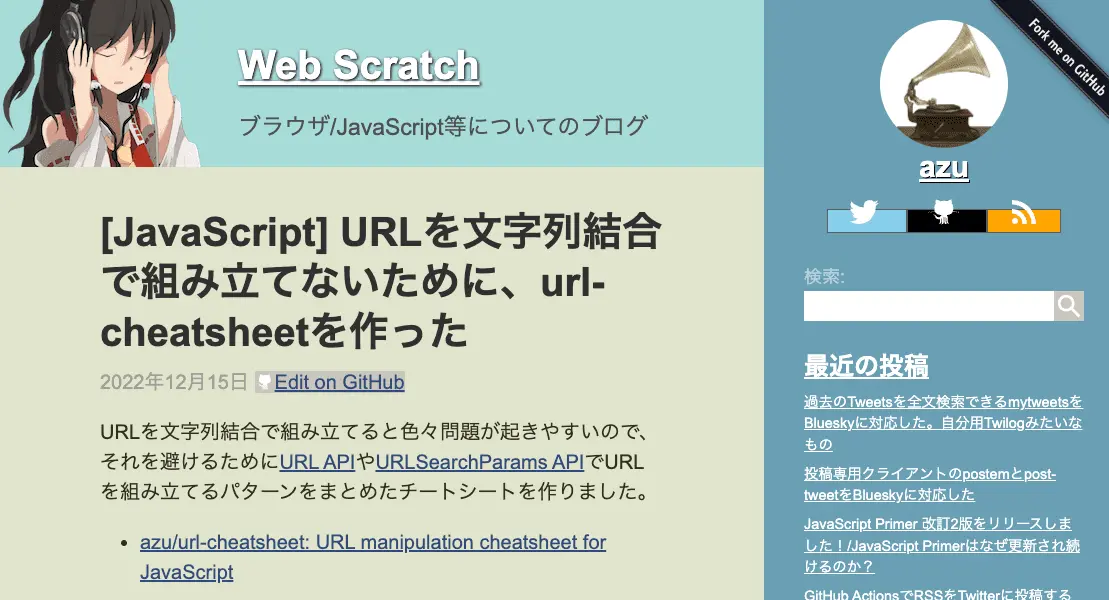 Web Scratch
ブラウザ/JavaScript等についてのブログ
[JavaScript] URLを文字列結合
で組み立てないために、url-
cheatsheetを作った
2022年12月15日 Edit on GitHub
URLを文字列結合で組み立てると色々問題が起きやすいので、
それを避けるためにURL APIやURLSearchParams APIでURL
を組み立てるパターンをまとめたチートシートを作りました。
azu/url-cheatsheet: URL manipulation cheatsheet for
JavaScript
Fork me on GitHub
azu
検索:
最近の投稿
過去のTweetsを全文検索できるmytweetsを
Blueskyに対応した。自分用Twilogみたいな
もの
投稿専用クライアントのpostemとpost-
tweetをBlueskyに対応した
JavaScript Primer 改訂2版をリリースしま
した！/JavaScript Primerはなぜ更新され続
けるのか？
GitHub ActionsでRSSをTwitterに投稿する